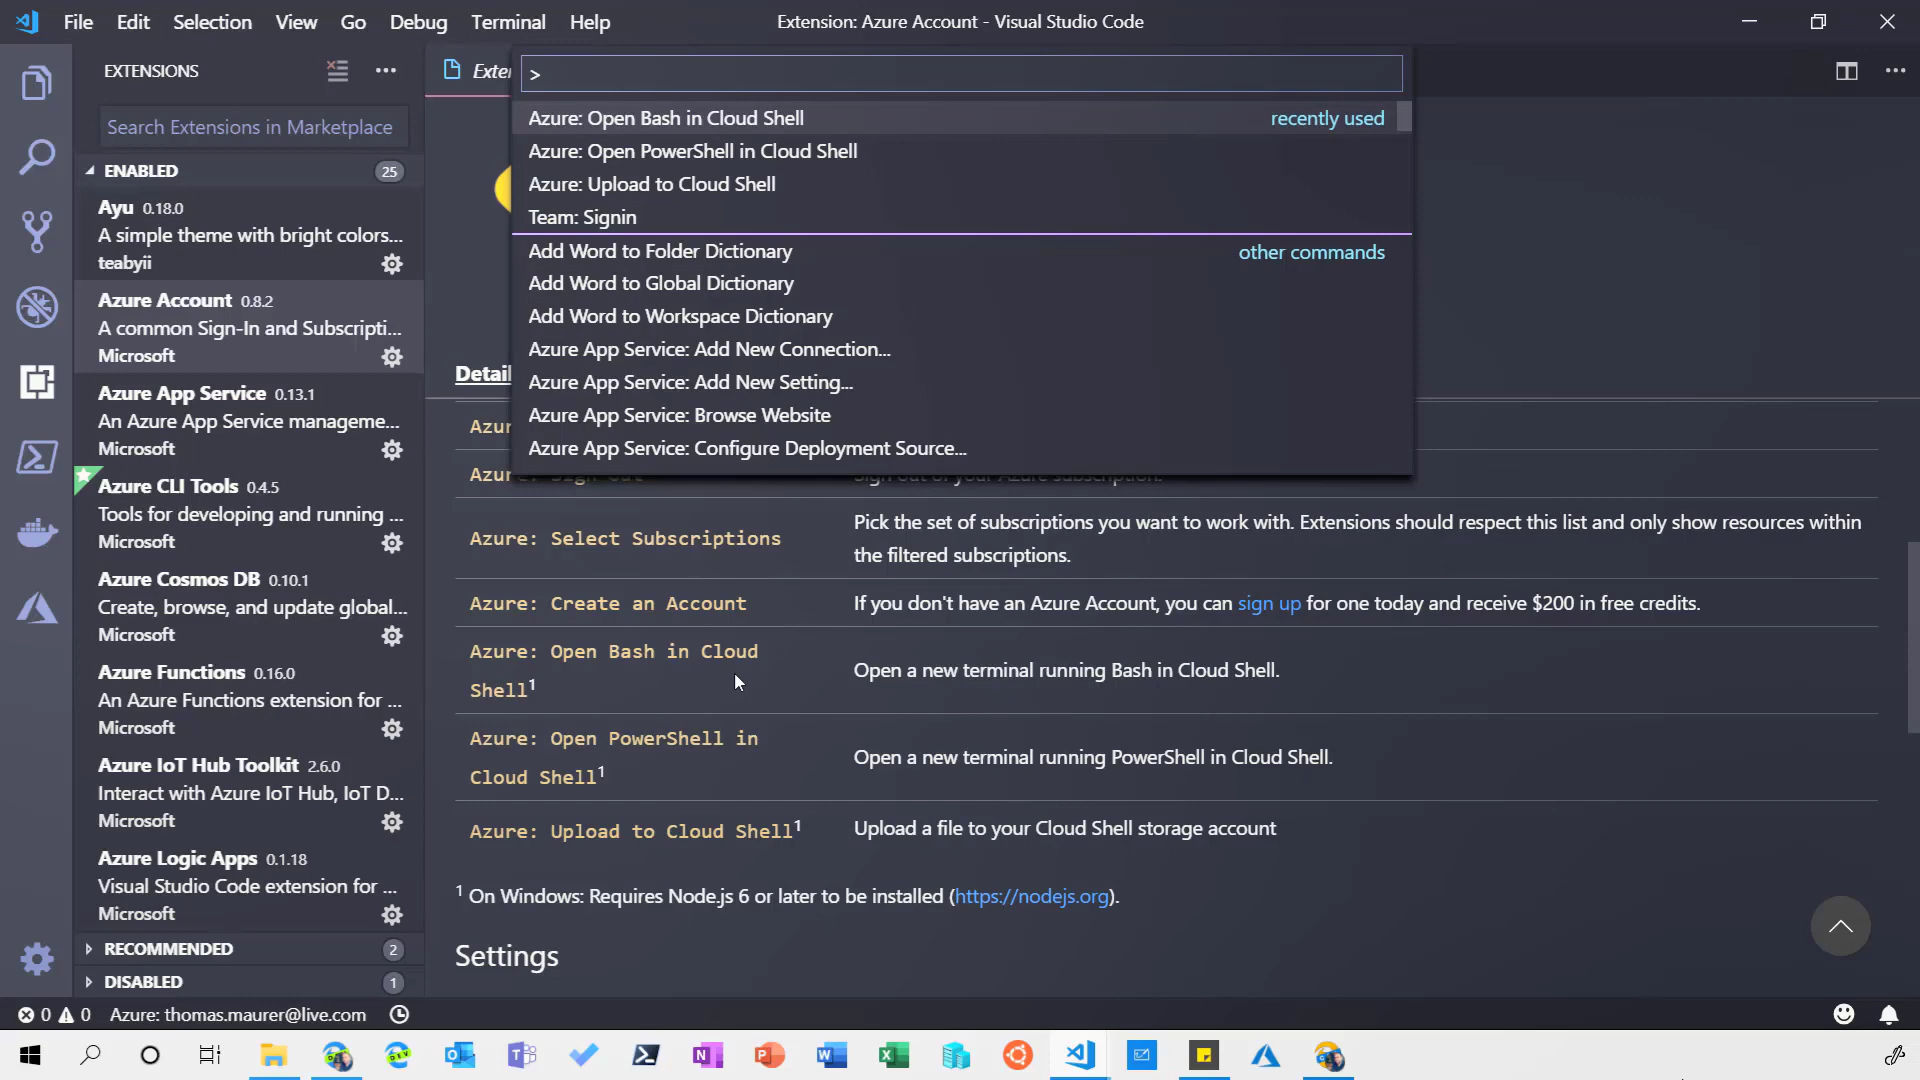 File Edit Selection View Go Debug Terminal Help
Extension: Azure Account - Visual Studio Code
EXTENSIONS
Search Extensions in Marketplace
ENABLED 25
Ayu 0.18.0
A simple theme with bright colors...
teabyii
Azure Account 0.8.2
A common Sign-In and Subscripti...
Microsoft
Azure App Service 0.13.1
An Azure App Service manageme...
Microsoft
Azure CLI Tools 0.4.5
Tools for developing and running ...
Microsoft
Azure Cosmos DB 0.10.1
Create, browse, and update global...
Microsoft
Azure Functions 0.16.0
An Azure Functions extension for ...
Microsoft
Azure IoT Hub Toolkit 2.6.0
Interact with Azure IoT Hub, IoT D...
Microsoft
Azure Logic Apps 0.1.18
Visual Studio Code extension for ...
Microsoft
RECOMMENDED 2
DISABLED 1
Exte
>
Azure: Open Bash in Cloud Shell recently used
Azure: Open PowerShell in Cloud Shell
Azure: Upload to Cloud Shell
Team: Signin
Add Word to Folder Dictionary other commands
Add Word to Global Dictionary
Add Word to Workspace Dictionary
Azure App Service: Add New Connection...
Azure App Service: Add New Setting...
Azure App Service: Browse Website
Azure App Service: Configure Deployment Source...
Detail
Azur
Azure: Sign Out Sign out of your Azure subscription.
Azure: Select Subscriptions
Pick the set of subscriptions you want to work with. Extensions should respect this list and only show resources within
the filtered subscriptions.
Azure: Create an Account
If you don't have an Azure Account, you can sign up for one today and receive $200 in free credits.
Azure: Open Bash in Cloud
Shell¹
Open a new terminal running Bash in Cloud Shell.
Azure: Open PowerShell in
Cloud Shell¹
Open a new terminal running PowerShell in Cloud Shell.
Azure: Upload to Cloud Shell¹
Upload a file to your Cloud Shell storage account
¹ On Windows: Requires Node.js 6 or later to be installed (https://nodejs.org).
Settings
0 0 Azure: thomas.maurer@live.com